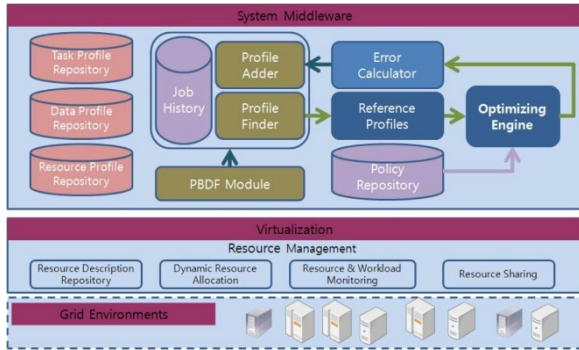 System Middleware
Task Profile
Repository
Data Profile
Repository
Resource Profile
Repository
Job
History
Profile
Adder
Profile
Finder
PBDF Module
Error
Calculator
Reference
Profiles
Policy
Repository
Optimizing
Engine
Virtualization
Resource Management
Resource Description
Repository
Dynamic Resource
Allocation
Resource & Workload
Monitoring
Resource Sharing
Grid Environments